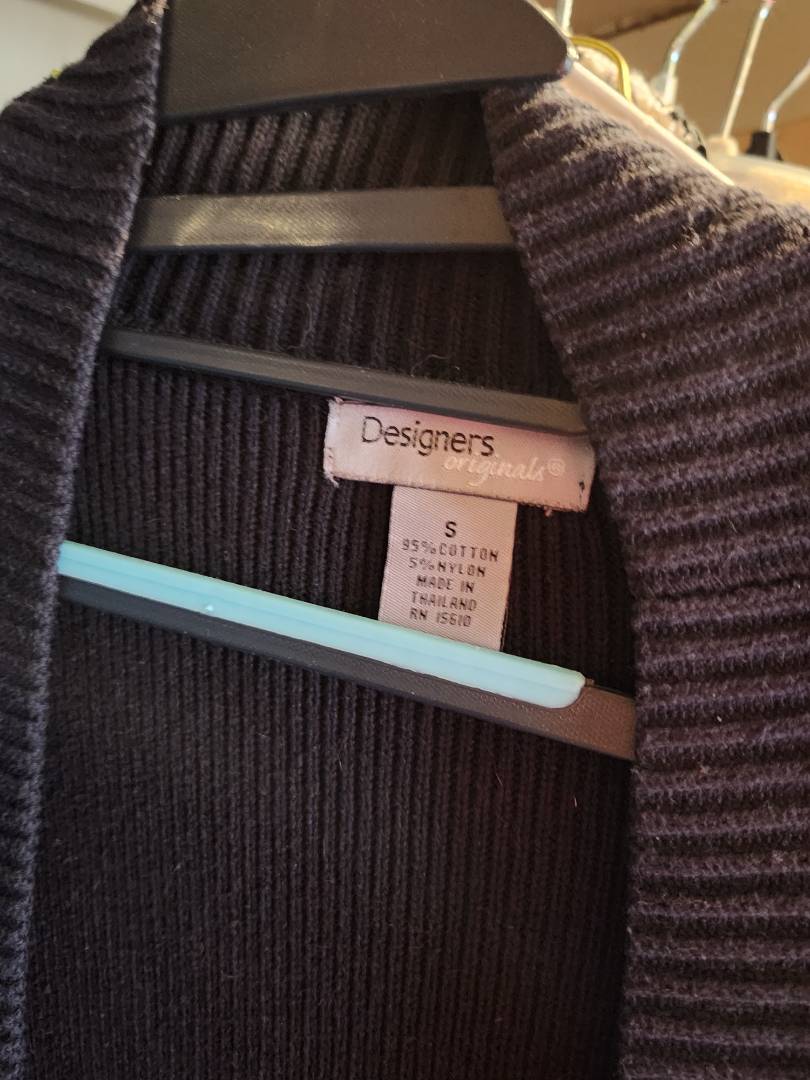 Designers
originals®
S
95% COTTON
5% NYLON
MADE IN
THAILAND
RN 15610